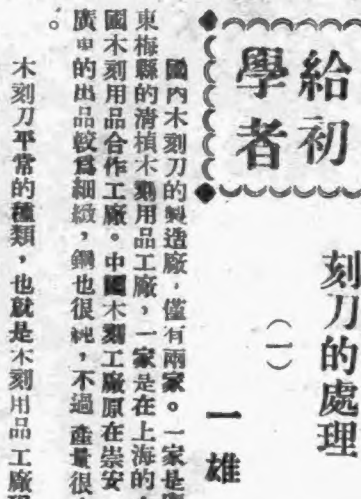 給初
學者
刻刀的處理
（一）
一雄
國內木刻刀的製造廠，僅有兩家。一家是廣
東梅縣的清楨木刻用品工廠，一家是在上海的
國木刻用品合作工廠。中國木刻工廠原在崇安
廣中的出品較爲細緻，鋼也很純，不過產量很
。
木刻刀平常的種類，也就是木刻用品工廠